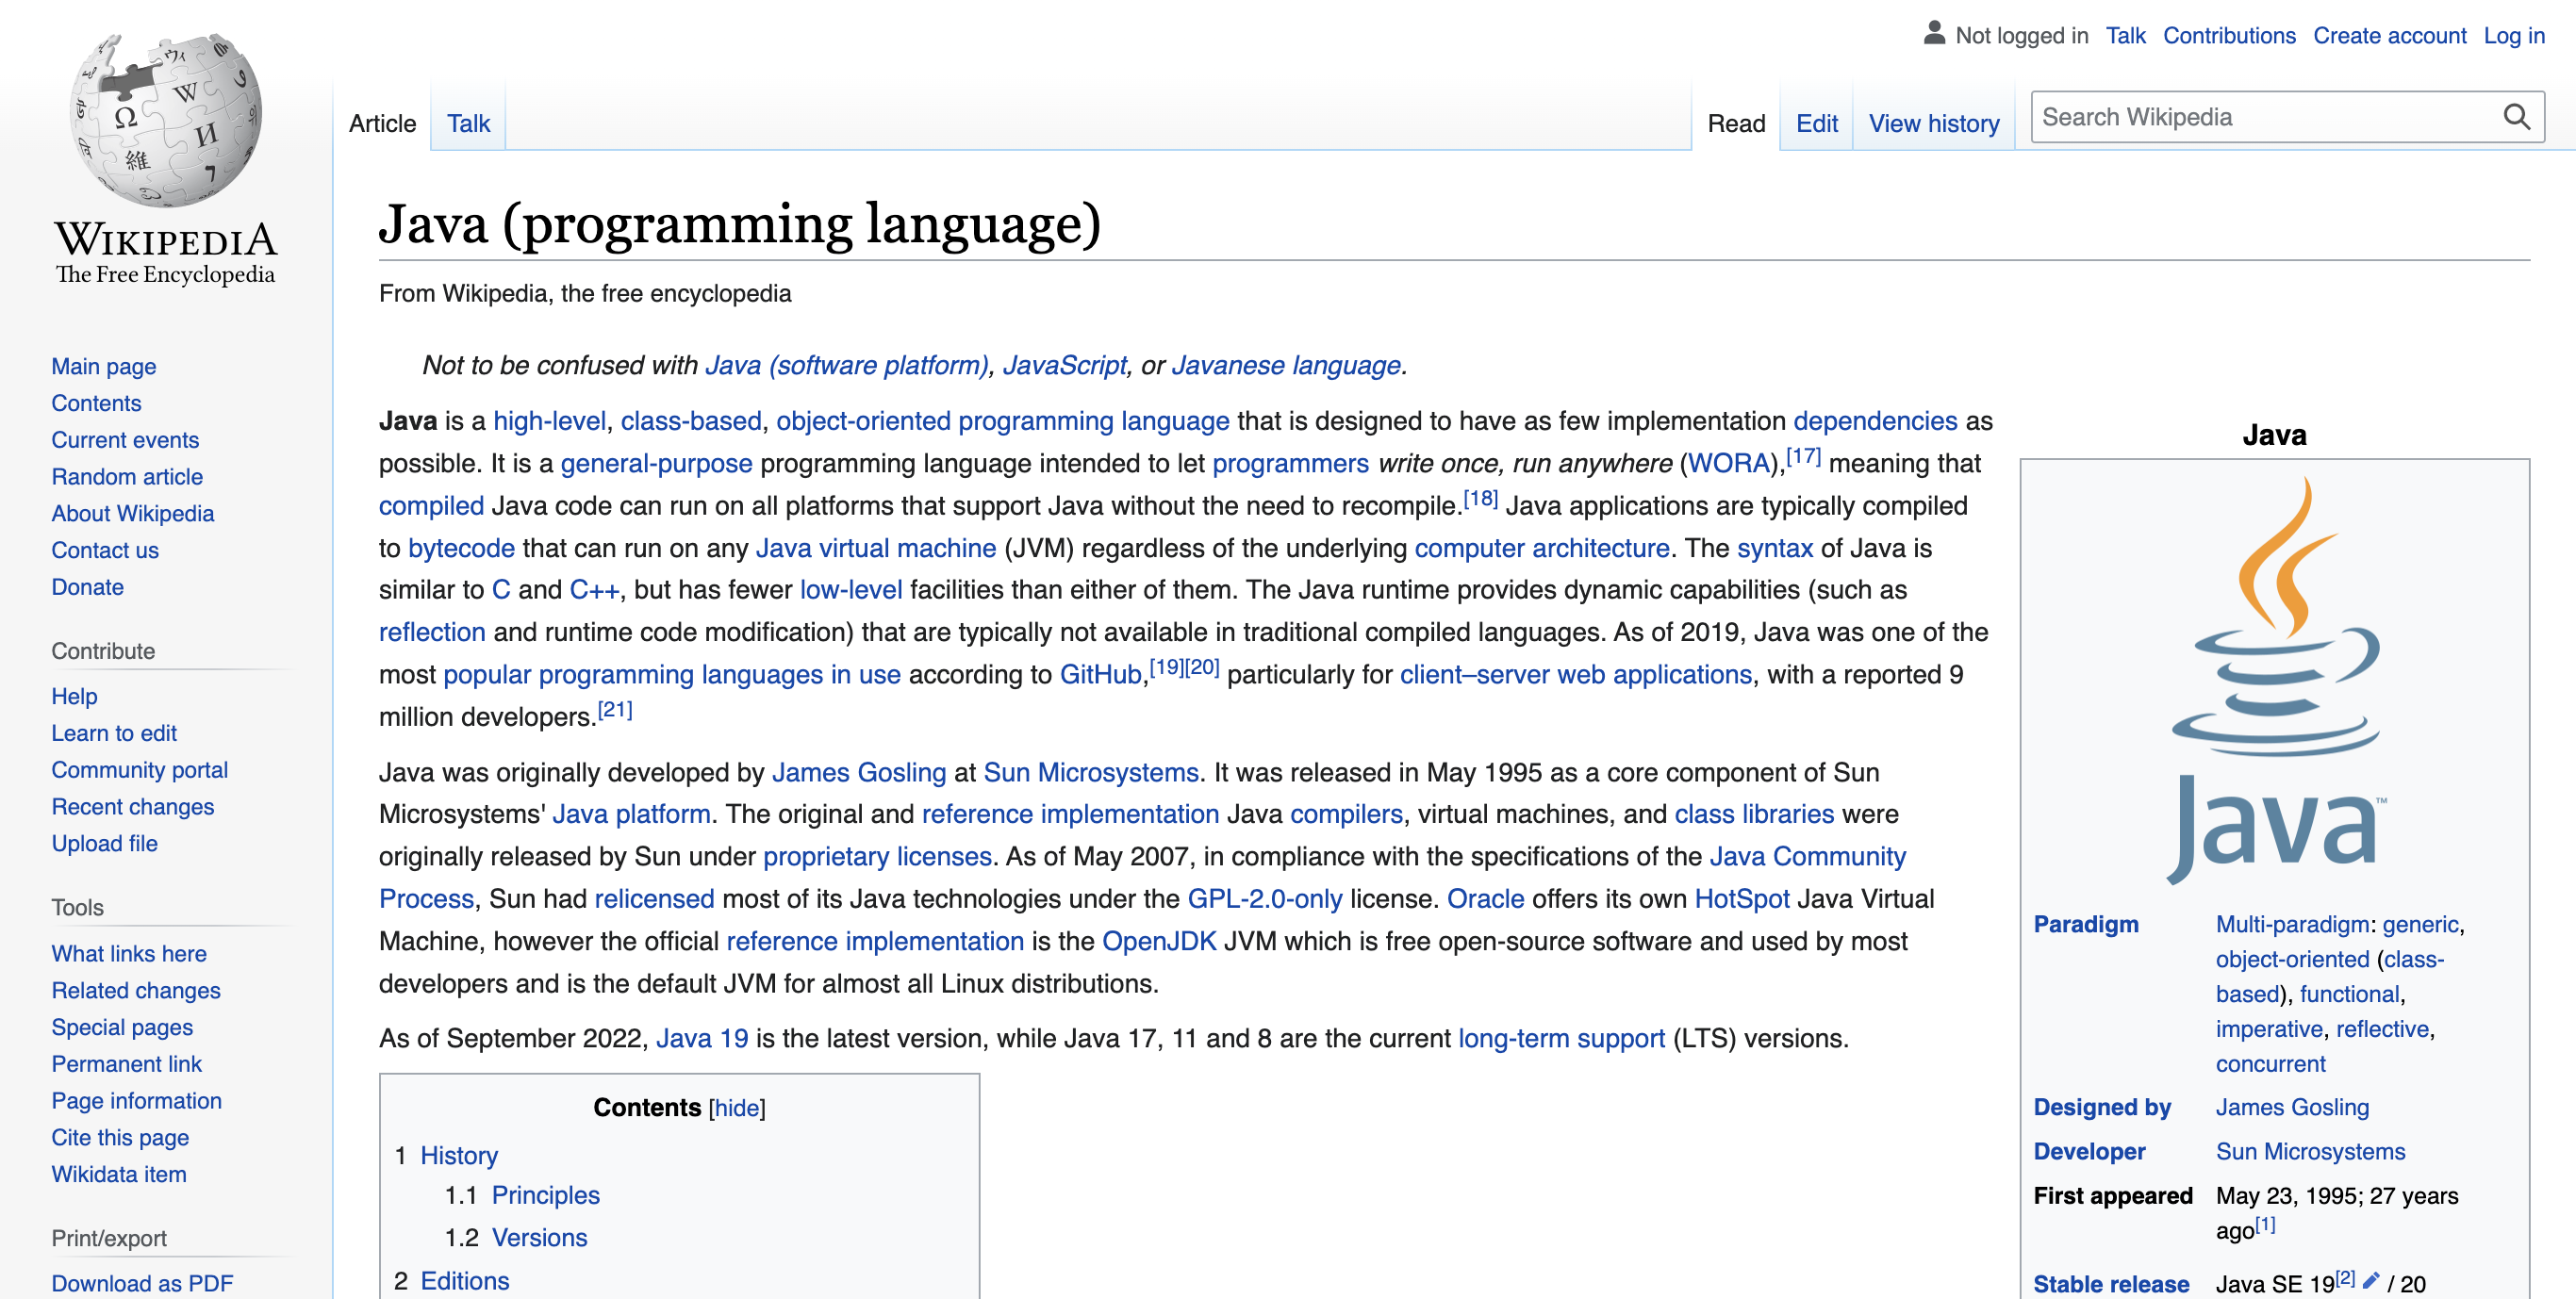 Not logged in Talk Contributions Create account Log in
Article Talk Read Edit View history Search Wikipedia
WIKIPEDIA
The Free Encyclopedia
Main page
Contents
Current events
Random article
About Wikipedia
Contact us
Donate
Contribute
Help
Learn to edit
Community portal
Recent changes
Upload file
Tools
What links here
Related changes
Special pages
Permanent link
Page information
Cite this page
Wikidata item
Print/export
Download as PDF
Java (programming language)
From Wikipedia, the free encyclopedia
Not to be confused with Java (software platform), JavaScript, or Javanese language.
Java is a high-level, class-based, object-oriented programming language that is designed to have as few implementation dependencies as
possible. It is a general-purpose programming language intended to let programmers write once, run anywhere (WORA),[17] meaning that
compiled Java code can run on all platforms that support Java without the need to recompile.[18] Java applications are typically compiled
to bytecode that can run on any Java virtual machine (JVM) regardless of the underlying computer architecture. The syntax of Java is
similar to C and C++, but has fewer low-level facilities than either of them. The Java runtime provides dynamic capabilities (such as
reflection and runtime code modification) that are typically not available in traditional compiled languages. As of 2019, Java was one of the
most popular programming languages in use according to GitHub,[19][20] particularly for client–server web applications, with a reported 9
million developers.[21]
Java was originally developed by James Gosling at Sun Microsystems. It was released in May 1995 as a core component of Sun
Microsystems' Java platform. The original and reference implementation Java compilers, virtual machines, and class libraries were
originally released by Sun under proprietary licenses. As of May 2007, in compliance with the specifications of the Java Community
Process, Sun had relicensed most of its Java technologies under the GPL-2.0-only license. Oracle offers its own HotSpot Java Virtual
Machine, however the official reference implementation is the OpenJDK JVM which is free open-source software and used by most
developers and is the default JVM for almost all Linux distributions.
As of September 2022, Java 19 is the latest version, while Java 17, 11 and 8 are the current long-term support (LTS) versions.
Contents [hide]
1 History
1.1 Principles
1.2 Versions
2 Editions
Java
Java™
Paradigm Multi-paradigm: generic,
object-oriented (class-
based), functional,
imperative, reflective,
concurrent
Designed by James Gosling
Developer Sun Microsystems
First appeared May 23, 1995; 27 years
ago[1]
Stable release Java SE 19[2] / 20